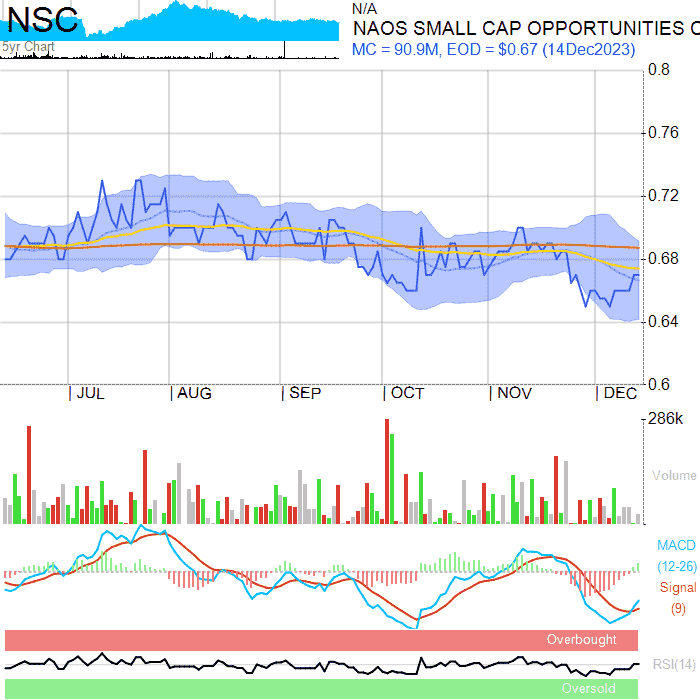 NSC
5yr Chart
N/A
NAOS SMALL CAP OPPORTUNITIES C
MC = 90.9M, EOD = $0.67 (14Dec2023)
0.8
0.76
0.72
0.68
0.64
0.6
JUL AUG SEP OCT NOV DEC
286k
Volume
MACD
(12-26)
Signal
(9)
Overbought
RSI(14)
Oversold